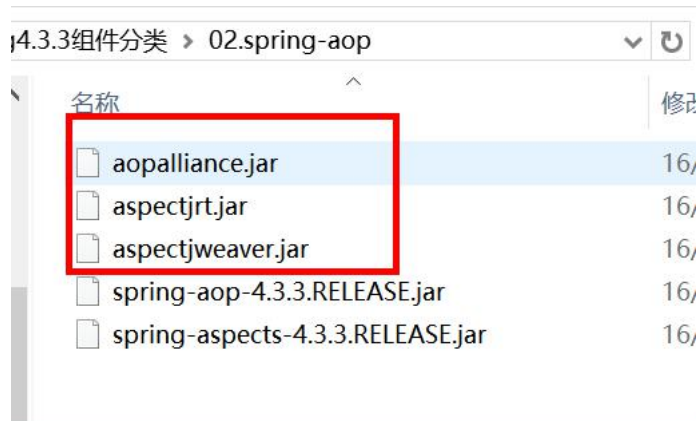 g4.3.3组件分类 > 02.spring-aop
名称
修改
aopalliance.jar 16/
aspectjrt.jar 16/
aspectjweaver.jar 16/
spring-aop-4.3.3.RELEASE.jar 16/
spring-aspects-4.3.3.RELEASE.jar 16/